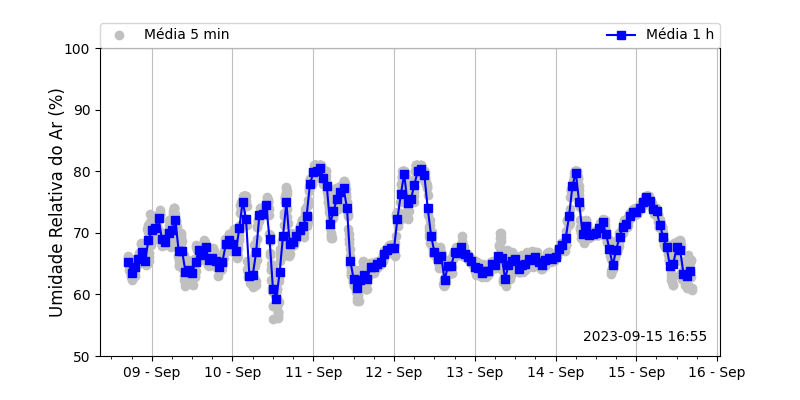 Média 5 min
Média 1 h
100
90
80
70
60
50
Umidade Relativa do Ar (%)
2023-09-15 16:55
09 - Sep
10 - Sep
11 - Sep
12 - Sep
13 - Sep
14 - Sep
15 - Sep
16 - Sep